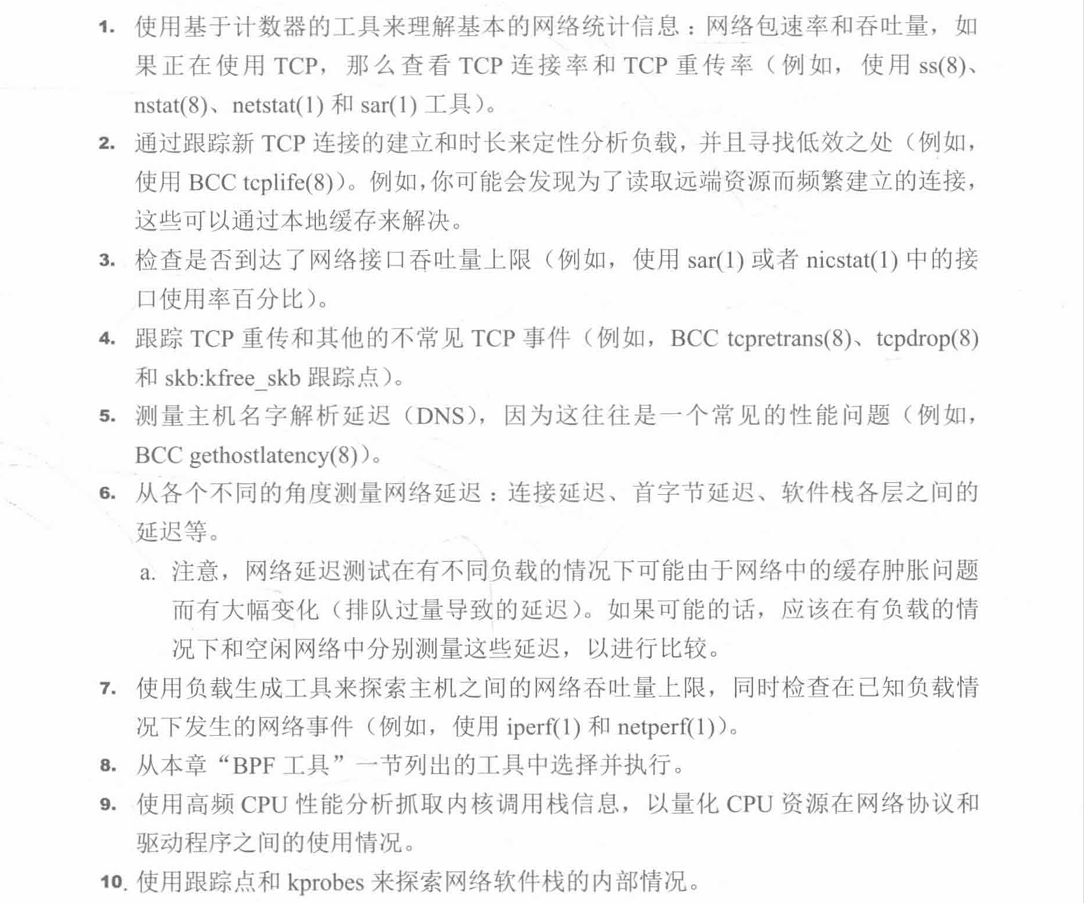 1. 使用基于计数器的工具来理解基本的网络统计信息：网络包速率和吞吐量，如
果正在使用 TCP，那么查看 TCP 连接率和 TCP 重传率（例如，使用 ss(8)、
nstat(8)、netstat(1) 和 sar(1) 工具）。
2. 通过跟踪新 TCP 连接的建立和时长来定性分析负载，并且寻找低效之处（例如，
使用 BCC tcplife(8)）。例如，你可能会发现为了读取远端资源而频繁建立的连接，
这些可以通过本地缓存来解决。
3. 检查是否到达了网络接口吞吐量上限（例如，使用 sar(1) 或者 nicstat(1) 中的接
口使用率百分比）。
4. 跟踪 TCP 重传和其他的不常见 TCP 事件（例如，BCC tcpretrans(8)、tcpdrop(8)
和 skb:kfree_skb 跟踪点）。
5. 测量主机名字解析延迟（DNS），因为这往往是一个常见的性能问题（例如，
BCC gethostlatency(8)）。
6. 从各个不同的角度测量网络延迟：连接延迟、首字节延迟、软件栈各层之间的
延迟等。
a. 注意，网络延迟测试在有不同负载的情况下可能由于网络中的缓存肿胀问题
而有大幅变化（排队过量导致的延迟）。如果可能的话，应该在有负载的情
况下和空闲网络中分别测量这些延迟，以进行比较。
7. 使用负载生成工具来探索主机之间的网络吞吐量上限，同时检查在已知负载情
况下发生的网络事件（例如，使用 iperf(1) 和 netperf(1)）。
8. 从本章“BPF 工具”一节列出的工具中选择并执行。
9. 使用高频 CPU 性能分析抓取内核调用栈信息，以量化 CPU 资源在网络协议和
驱动程序之间的使用情况。
10. 使用跟踪点和 kprobes 来探索网络软件栈的内部情况。